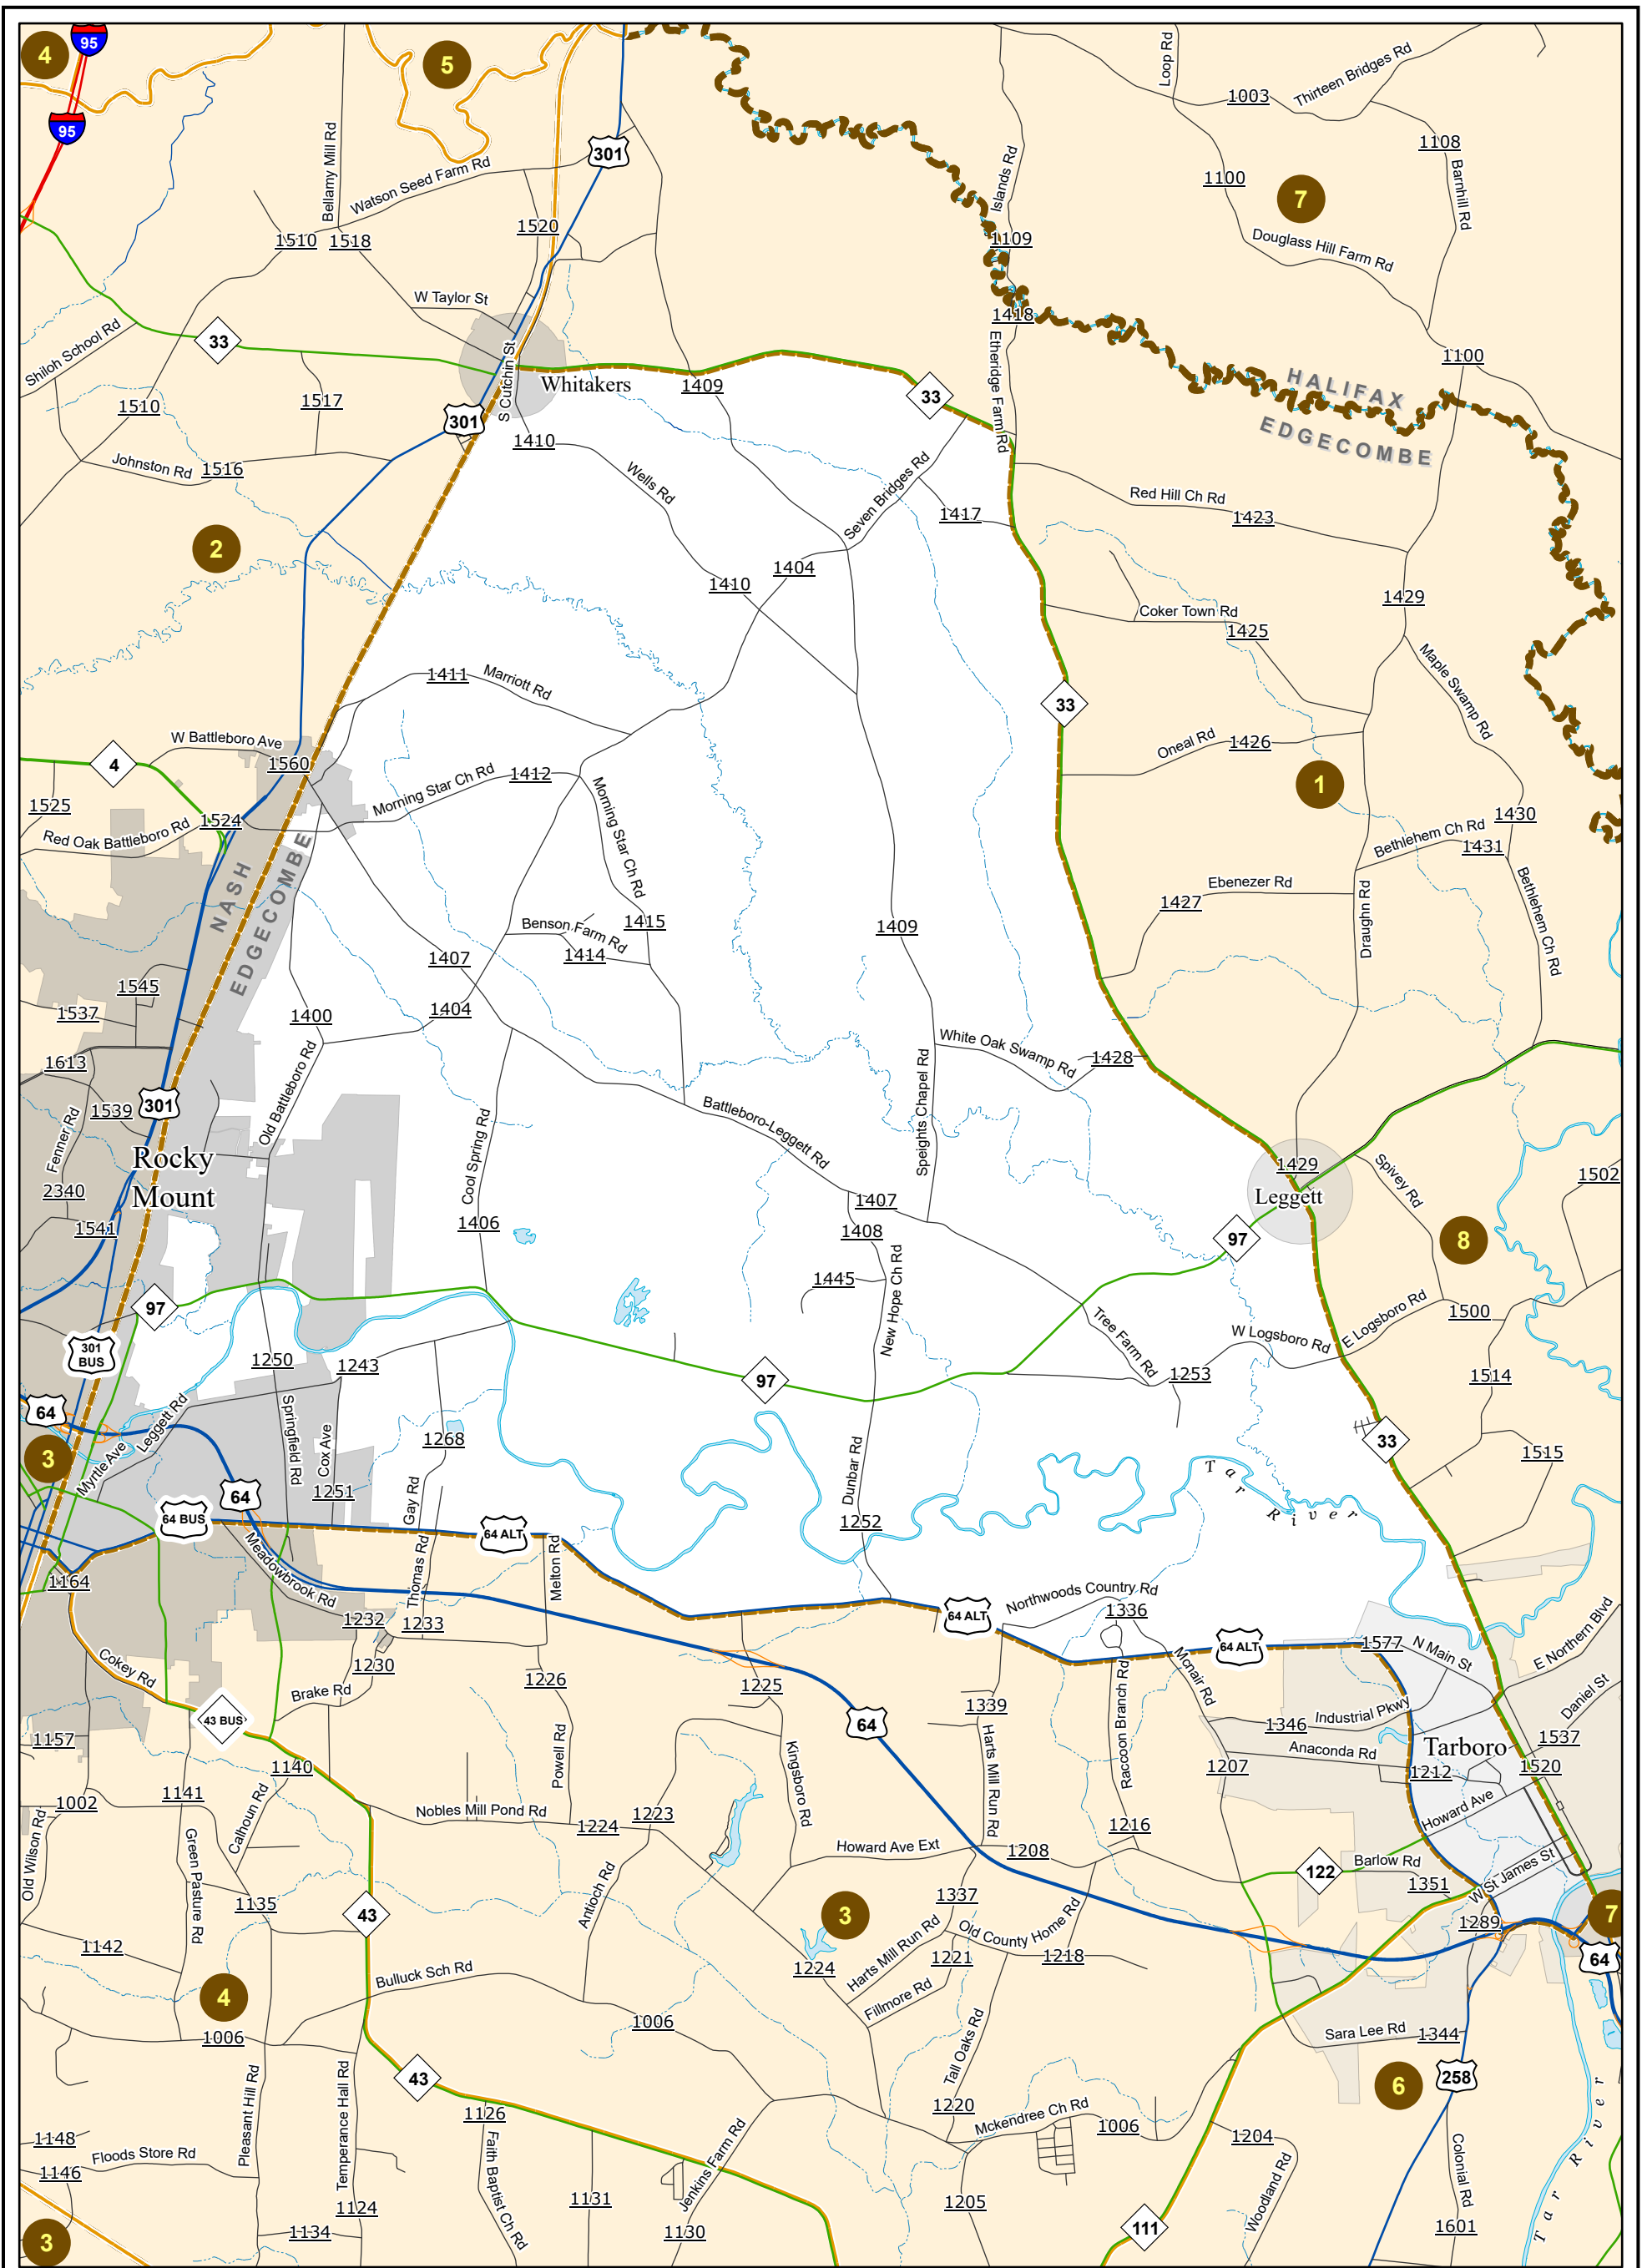 4
95
95
5
301
Loop Rd
1003
Thirteen Bridges Rd
1108
Barnhill Rd
1100
7
Douglass Hill Farm Rd
Bellamy Mill Rd
Watson Seed Farm Rd
1510
1518
1520
Islands Rd
1109
1418
W Taylor St
Shiloh School Rd
33
1510
1517
Johnston Rd
1516
301
S Cutchin St
Whitakers
1409
33
Etheridge Farm Rd
1100
HALIFAX
EDGECOMBE
1410
Wells Rd
Seven Bridges Rd
1417
Red Hill Ch Rd
1423
2
1410
1404
1429
Coker Town Rd
1425
Maple Swamp Rd
1411
Marriott Rd
33
Oneal Rd
1426
1
W Battleboro Ave
1560
4
1525
1524
Red Oak Battleboro Rd
Morning Star Ch Rd
1412
Morning Star Ch Rd
1430
Bethlehem Ch Rd
1431
Bethlehem Ch Rd
NASH
EDGECOMBE
Ebenezer Rd
1427
Draughn Rd
1415
Benson Farm Rd
1414
1409
1407
1404
1400
1545
1537
1613
1539
301
Fenner Rd
Old Battleboro Rd
White Oak Swamp Rd
1428
Speights Chapel Rd
Battleboro-Leggett Rd
Cool Spring Rd
Rocky
Mount
2340
1541
1406
1407
1408
1445
New Hope Ch Rd
1429
Leggett
97
Spivey Rd
1502
8
1500
E Logsboro Rd
W Logsboro Rd
1514
97
301
BUS
1250
1243
97
Tree Farm Rd
1253
64
3
Myrtle Ave
Leggett Rd
Springfield Rd
Cox Ave
1251
1268
Gay Rd
Dunbar Rd
1252
33
1515
Tar
River
64
64 BUS
64 ALT
Meadowbrook Rd
Thomas Rd
Melton Rd
1164
1232
1233
1230
64 ALT
Northwoods Country Rd
1336
64 ALT
1577
N Main St
E Northern Blvd
Cokey Rd
Brake Rd
43 BUS
1226
1225
64
1339
Raccoon Branch Rd
Mcnair Rd
Industrial Pkwy
1346
Daniel St
1537
1157
1140
Powell Rd
Kingsboro Rd
Harts Mill Run Rd
1207
Anaconda Rd
1212
Tarboro
1520
Howard Ave
1002
1141
Calhoun Rd
Nobles Mill Pond Rd
1224
1223
Howard Ave Ext
1208
1216
122
Barlow Rd
1351
W St James St
Old Wilson Rd
Green Pasture Rd
1135
43
Antioch Rd
3
1337
Old County Home Rd
1289
7
64
1142
4
Bulluck Sch Rd
1224
Harts Mill Run Rd
1221
1218
Fillmore Rd
1006
1006
Tall Oaks Rd
Sara Lee Rd
1344
Pleasant Hill Rd
Temperance Hall Rd
43
6
258
1126
1220
Mckendree Ch Rd
1006
1204
1148
Floods Store Rd
1146
Faith Baptist Ch Rd
Jenkins Farm Rd
Woodland Rd
Colonial Rd
Tar River
1124
1131
1205
1134
1130
111
1601
3